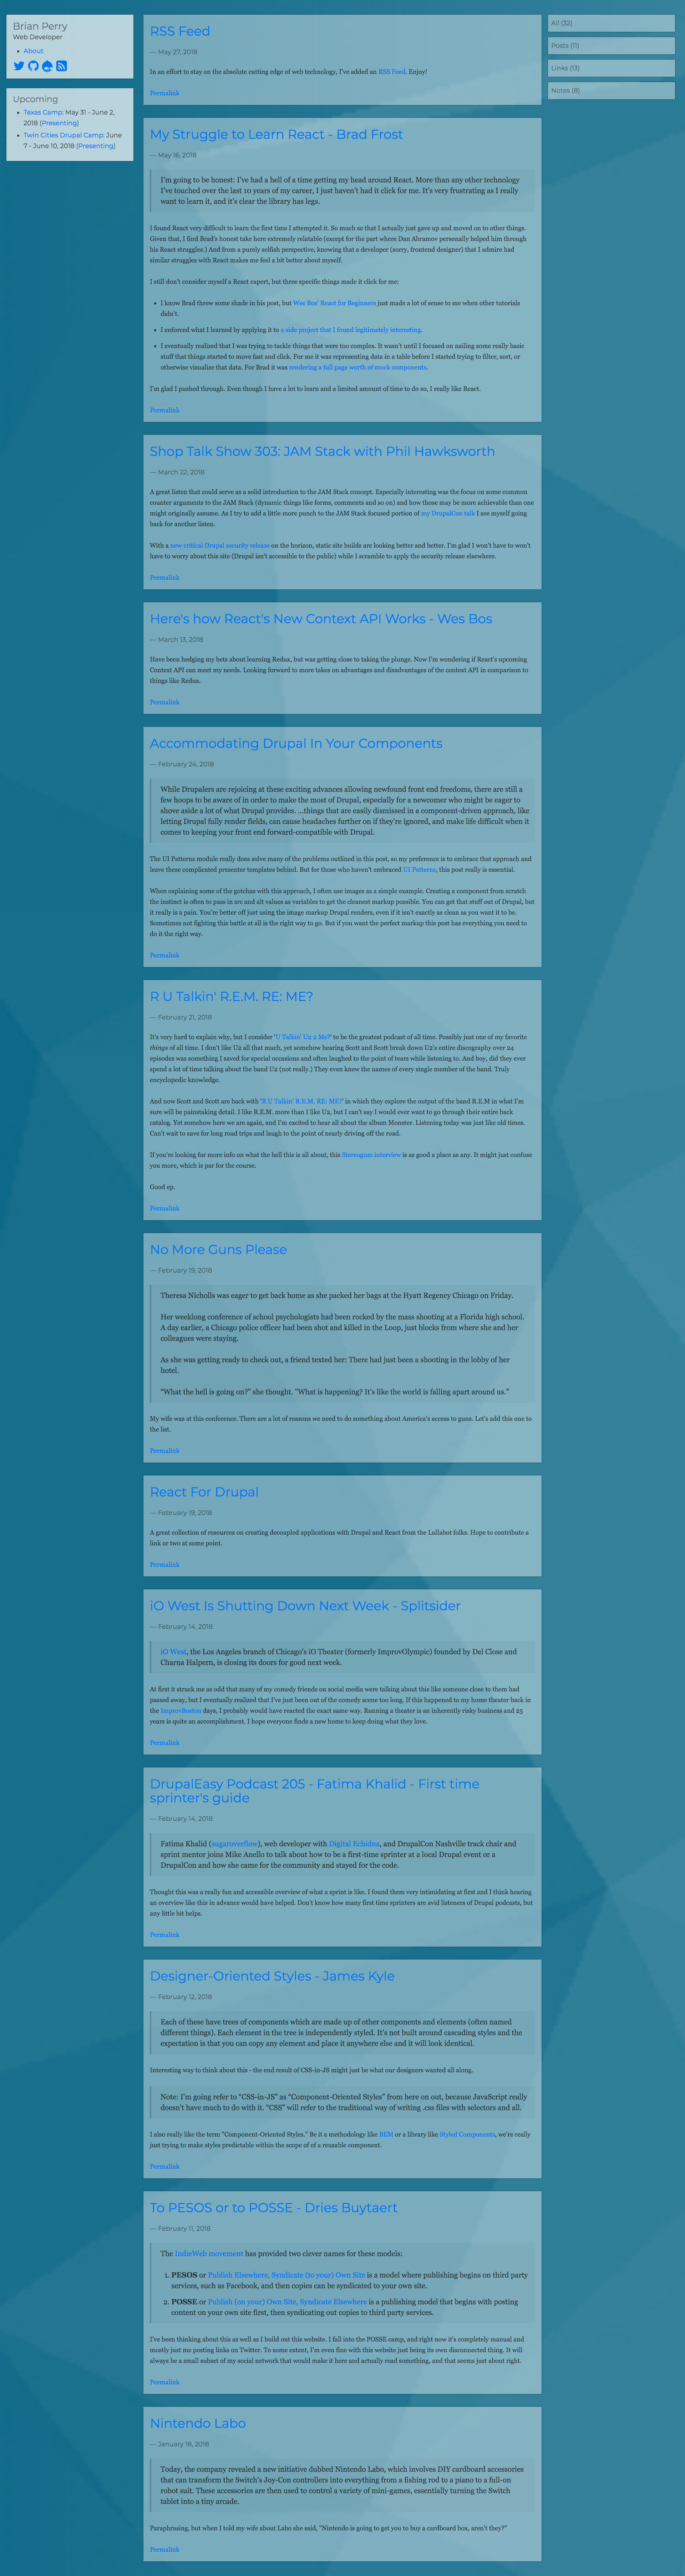 Brian Perry
Web Developer
About
Upcoming
Texas Camp: May 31 - June 2,
2018 (Presenting)
Twin Cities Drupal Camp: June
7 - June 10, 2018 (Presenting)
RSS Feed
— May 27, 2018
In an effort to stay on the absolute cutting edge of web technology, I've added an RSS Feed. Enjoy!
Permalink
My Struggle to Learn React - Brad Frost
— May 16, 2018
I'm going to be honest: I've had a hell of a time getting my head around React. More than any other technology
I've touched over the last 10 years of my career, I just haven't had it click for me. It's very frustrating as I really
want to learn it, and it's clear the library has legs.
I found React very difficult to learn the first time I attempted it. So much so that I actually just gave up and moved on to other things.
Given that, I find Brad's honest take here extremely relatable (except for the part where Dan Abramov personally helped him through
his React struggles.) And from a purely selfish perspective, knowing that a developer (sorry, frontend designer) that I admire had
similar struggles with React makes me feel a bit better about myself.
I still don't consider myself a React expert, but three specific things made it click for me:
I know Brad threw some shade in his post, but Wes Bos' React for Beginners just made a lot of sense to me when other tutorials
didn't.
I enforced what I learned by applying it to a side project that I found legitimately interesting.
I eventually realized that I was trying to tackle things that were too complex. It wasn't until I focused on nailing some really basic
stuff that things started to move fast and click. For me it was representing data in a table before I started trying to filter, sort, or
otherwise visualize that data. For Brad it was rendering a full page worth of mock components.
I'm glad I pushed through. Even though I have a lot to learn and a limited amount of time to do so, I really like React.
Permalink
Shop Talk Show 303: JAM Stack with Phil Hawksworth
— March 22, 2018
A great listen that could serve as a solid introduction to the JAM Stack concept. Especially interesting was the focus on some common
counter arguments to the JAM Stack (dynamic things like forms, comments and so on) and how those may be more achievable than one
might originally assume. As I try to add a little more punch to the JAM Stack focused portion of my DrupalCon talk I see myself going
back for another listen.
With a new critical Drupal security release on the horizon, static site builds are looking better and better. I'm glad I won't have to won't
have to worry about this site (Drupal isn't accessible to the public) while I scramble to apply the security release elsewhere.
Permalink
Here's how React's New Context API Works - Wes Bos
— March 13, 2018
Have been hedging my bets about learning Redux, but was getting close to taking the plunge. Now I'm wondering if React's upcoming
Context API can meet my needs. Looking forward to more takes on advantages and disadvantages of the context API in comparison to
things like Redux.
Permalink
Accommodating Drupal In Your Components
— February 24, 2018
While Drupalers are rejoicing at these exciting advances allowing newfound front end freedoms, there are still a
few hoops to be aware of in order to make the most of Drupal, especially for a newcomer who might be eager to
shove aside a lot of what Drupal provides. ...things that are easily dismissed in a component-driven approach, like
letting Drupal fully render fields, can cause headaches further on if they're ignored, and make life difficult when it
comes to keeping your front end forward-compatible with Drupal.
The UI Patterns module really does solve many of the problems outlined in this post, so my preference is to embrace that approach and
leave these complicated presenter templates behind. But for those who haven't embraced UI Patterns, this post really is essential.
When explaining some of the gotchas with this approach, I often use images as a simple example. Creating a component from scratch
the instinct is often to pass in src and alt values as variables to get the cleanest markup possible. You can get that stuff out of Drupal, but
it really is a pain. You're better off just using the image markup Drupal renders, even if it isn't exactly as clean as you want it to be.
Sometimes not fighting this battle at all is the right way to go. But if you want the perfect markup this post has everything you need to
do it the right way.
Permalink
R U Talkin' R.E.M. RE: ME?
— February 21, 2018
It's very hard to explain why, but I consider 'U Talkin' U2 2 Me?' to be the greatest podcast of all time. Possibly just one of my favorite
things of all time. I don't like U2 all that much, yet somehow hearing Scott and Scott break down U2's entire discography over 24
episodes was something I saved for special occasions and often laughed to the point of tears while listening to. And boy, did they ever
spend a lot of time talking about the band U2 (not really.) They even knew the names of every single member of the band. Truly
encyclopedic knowledge.
And now Scott and Scott are back with 'R U Talkin' R.E.M. RE: ME?' in which they explore the output of the band R.E.M in what I'm
sure will be painstaking detail. I like R.E.M. more than I like U2, but I can't say I would ever want to go through their entire back
catalog. Yet somehow here we are again, and I'm excited to hear all about the album Monster. Listening today was just like old times.
Can't wait to save for long road trips and laugh to the point of nearly driving off the road.
If you're looking for more info on what the hell this is all about, this Stereogum interview is as good a place as any. It might just confuse
you more, which is par for the course.
Good ep.
Permalink
No More Guns Please
— February 19, 2018
Theresa Nicholls was eager to get back home as she packed her bags at the Hyatt Regency Chicago on Friday.
Her weeklong conference of school psychologists had been rocked by the mass shooting at a Florida high school.
A day earlier, a Chicago police officer had been shot and killed in the Loop, just blocks from where she and her
colleagues were staying.
As she was getting ready to check out, a friend texted her: There had just been a shooting in the lobby of her
hotel.
"What the hell is going on?" she thought. "What is happening? It's like the world is falling apart around us."
My wife was at this conference. There are a lot of reasons we need to do something about America's access to guns. Let's add this one to
the list.
Permalink
React For Drupal
— February 19, 2018
A great collection of resources on creating decoupled applications with Drupal and React from the Lullabot folks. Hope to contribute a
link or two at some point.
Permalink
iO West Is Shutting Down Next Week - Splitsider
— February 14, 2018
iO West, the Los Angeles branch of Chicago's iO Theater (formerly ImprovOlympic) founded by Del Close and
Charna Halpern, is closing its doors for good next week.
At first it struck me as odd that many of my comedy friends on social media were talking about this like someone close to them had
passed away, but I eventually realized that I've just been out of the comedy scene too long. If this happened to my home theater back in
the ImprovBoston days, I probably would have reacted the exact same way. Running a theater is an inherently risky business and 25
years is quite an accomplishment. I hope everyone finds a new home to keep doing what they love.
Permalink
DrupalEasy Podcast 205 - Fatima Khalid - First time
sprinter's guide
— February 14, 2018
Fatima Khalid (sugaroverflow), web developer with Digital Echidna, and DrupalCon Nashville track chair and
sprint mentor joins Mike Anello to talk about how to be a first-time sprinter at a local Drupal event or a
DrupalCon and how she came for the community and stayed for the code.
Thought this was a really fun and accessible overview of what a sprint is like. I found them very intimidating at first and I think hearing
an overview like this in advance would have helped. Don't know how many first time sprinters are avid listeners of Drupal podcasts, but
any little bit helps.
Permalink
Designer-Oriented Styles - James Kyle
— February 12, 2018
Each of these have trees of components which are made up of other components and elements (often named
different things). Each element in the tree is independently styled. It's not built around cascading styles and the
expectation is that you can copy any element and place it anywhere else and it will look identical.
Interesting way to think about this - the end result of CSS-in-JS might just be what our designers wanted all along.
Note: I'm going refer to "CSS-in-JS" as "Component-Oriented Styles" from here on out, because JavaScript really
doesn't have much to do with it. "CSS" will refer to the traditional way of writing .css files with selectors and all.
I also really like the term "Component-Oriented Styles." Be it a methodology like BEM or a library like Styled Components, we're really
just trying to make styles predictable within the scope of of a reusable component.
Permalink
To PESOS or to POSSE - Dries Buytaert
— February 11, 2018
The IndieWeb movement has provided two clever names for these models:
1. PESOS or Publish Elsewhere, Syndicate (to your) Own Site is a model where publishing begins on third party
services, such as Facebook, and then copies can be syndicated to your own site.
2. POSSE or Publish (on your) Own Site, Syndicate Elsewhere is a publishing model that begins with posting
content on your own site first, then syndicating out copies to third party services.
I've been thinking about this as well as I build out this website. I fall into the POSSE camp, and right now it's completely manual and
mostly just me posting links on Twitter. To some extent, I'm even fine with this website just being its own disconnected thing. It will
always be a small subset of my social network that would make it here and actually read something, and that seems just about right.
Permalink
Nintendo Labo
— January 18, 2018
Today, the company revealed a new initiative dubbed Nintendo Labo, which involves DIY cardboard accessories
that can transform the Switch's Joy-Con controllers into everything from a fishing rod to a piano to a full-on
robot suit. These accessories are then used to control a variety of mini-games, essentially turning the Switch
tablet into a tiny arcade.
Paraphrasing, but when I told my wife about Labo she said, "Nintendo is going to get you to buy a cardboard box, aren't they?"
Permalink
All (32)
Posts (11)
Links (13)
Notes (8)